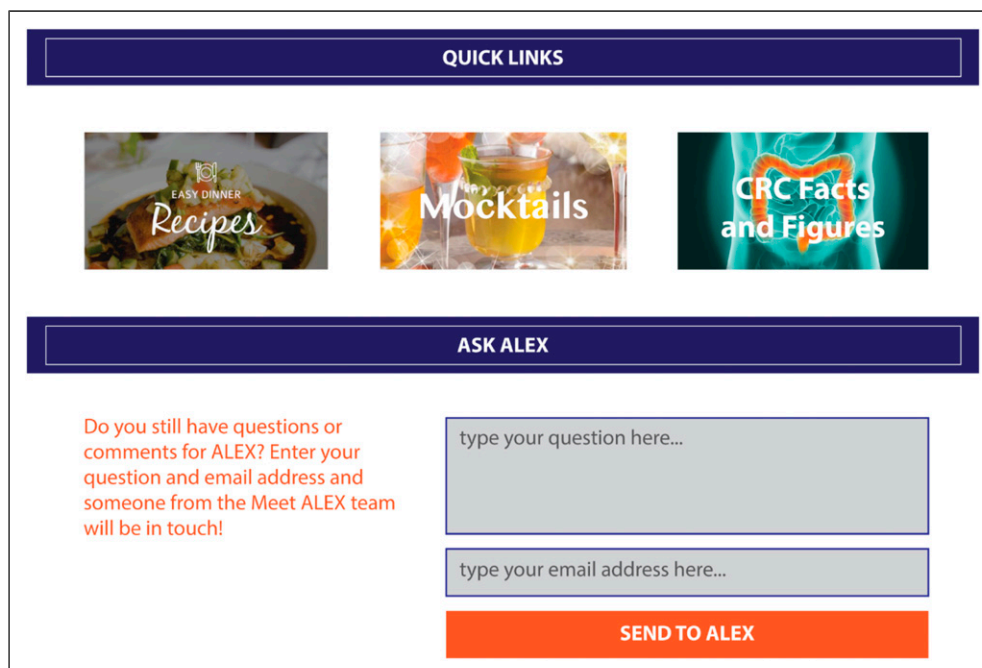 QUICK LINKS
EASY DINNER
Recipes
Mocktails
CRC Facts
and Figures
ASK ALEX
Do you still have questions or
comments for ALEX? Enter your
question and email address and
someone from the Meet ALEX team
will be in touch!
type your question here...
type your email address here...
SEND TO ALEX